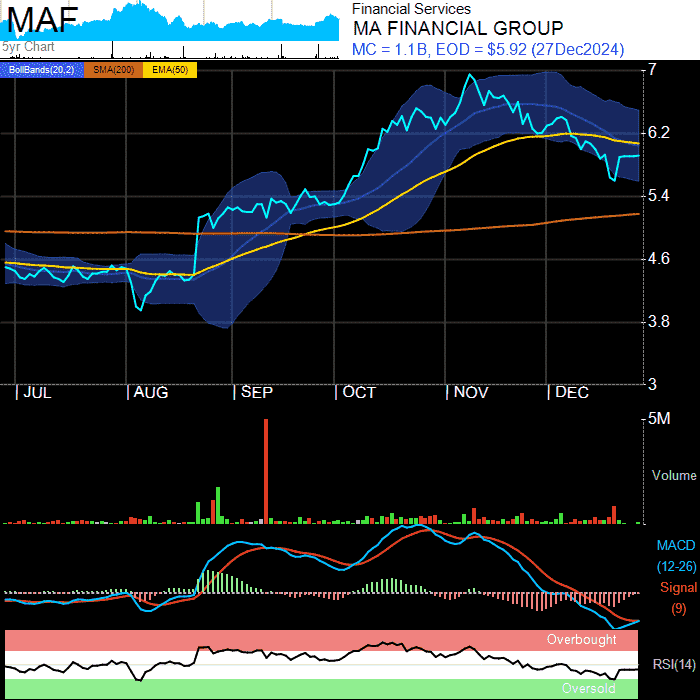 MAF
Financial Services
MA FINANCIAL GROUP
MC = 1.1B, EOD = $5.92 (27Dec2024)
5yr Chart
BollBands(20,2) SMA(200) EMA(50)
7
6.2
5.4
4.6
3.8
3
JUL AUG SEP OCT NOV DEC
5M
Volume
MACD
(12-26)
Signal
(9)
Overbought
RSI(14)
Oversold